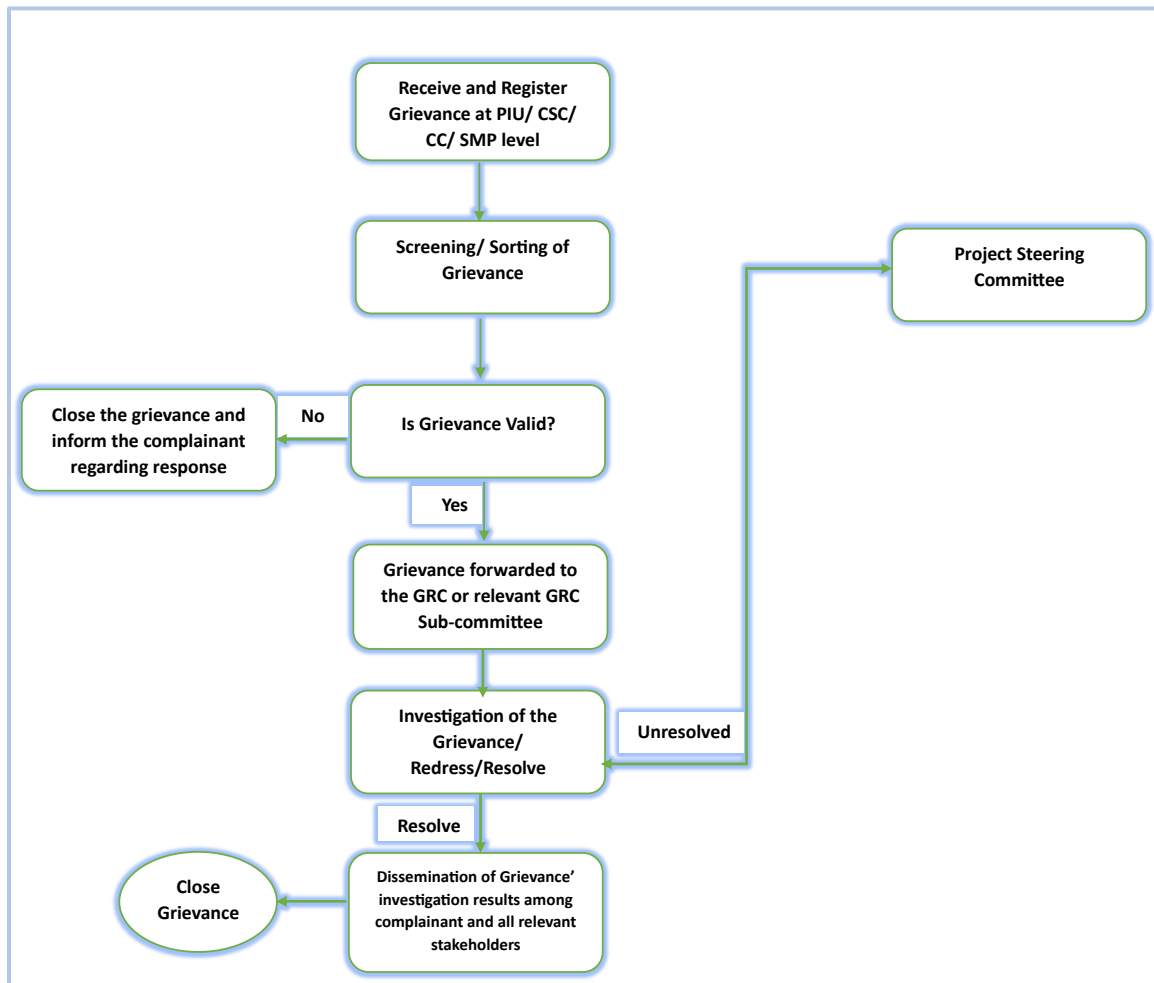 Receive and Register
Grievance at PIU/ CSC/
CC/ SMP level
Screening/ Sorting of
Grievance
Project Steering
Committee
Close the grievance and
inform the complainant
regarding response
No
Is Grievance Valid?
Yes
Grievance forwarded to
the GRC or relevant GRC
Sub-committee
Investigation of the
Grievance/
Redress/Resolve
Unresolved
Resolve
Close
Grievance
Dissemination of Grievance’
investigation results among
complainant and all relevant
stakeholders